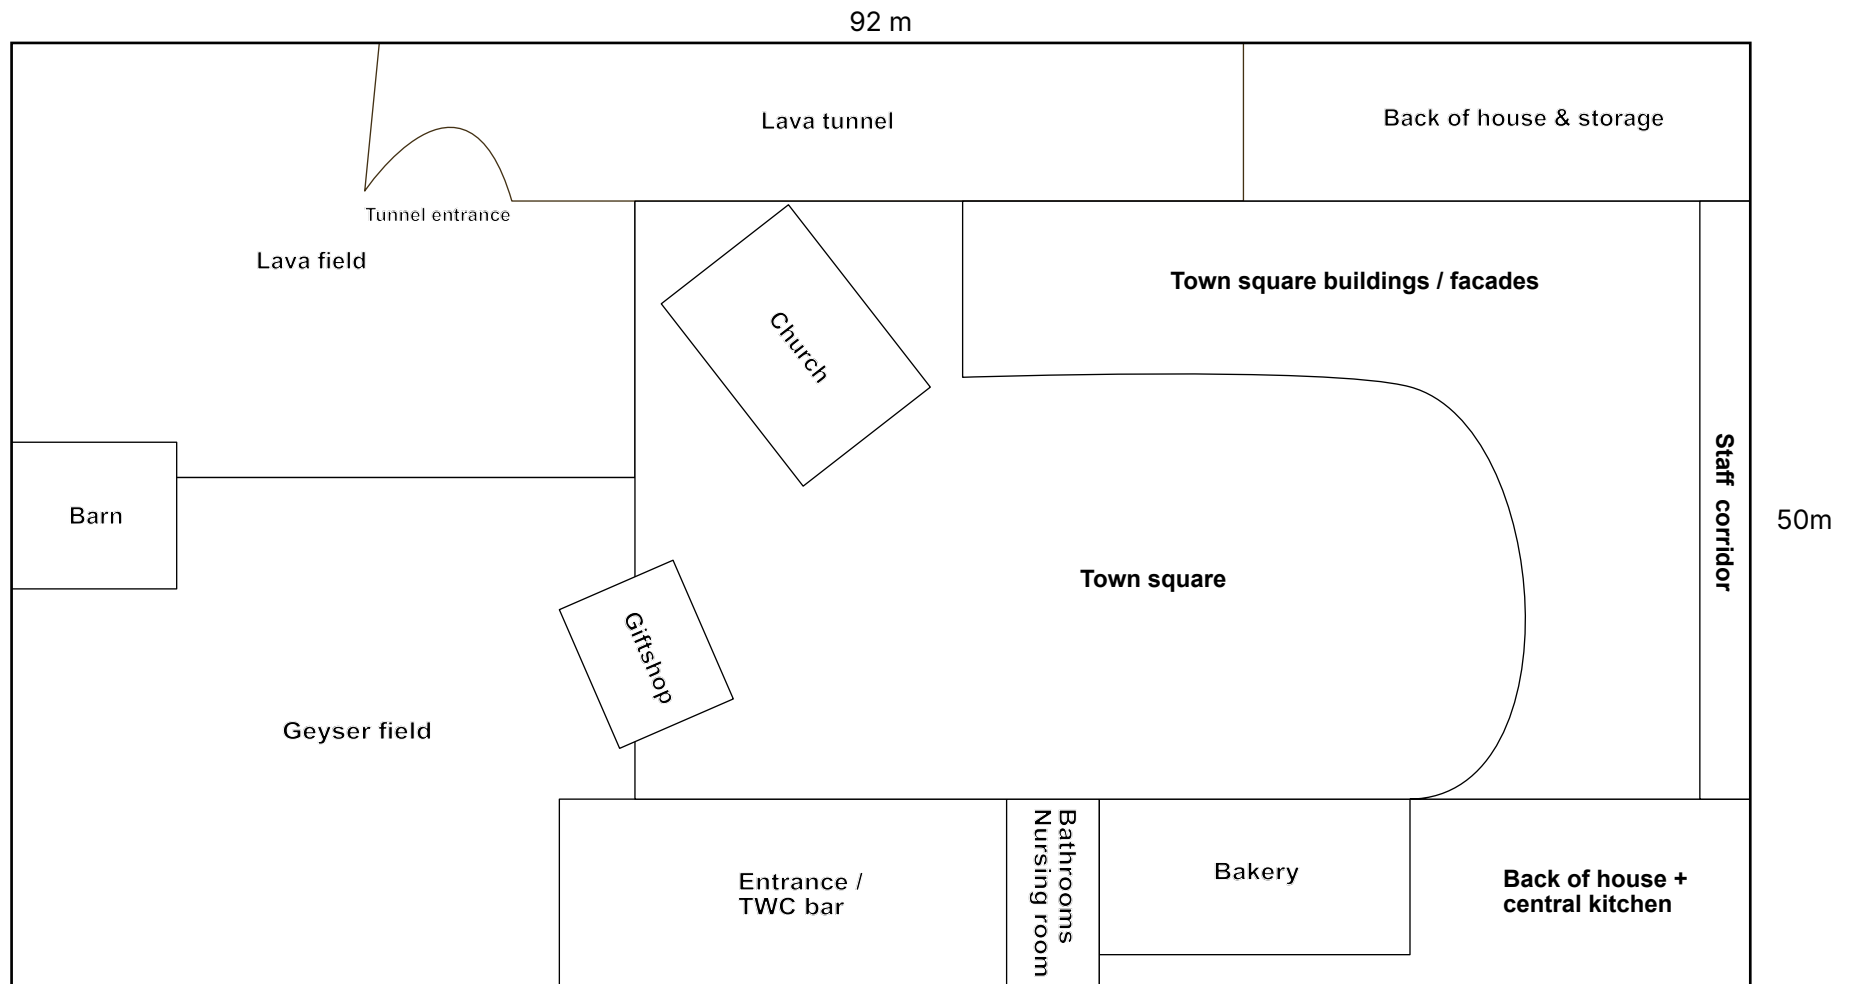 92 m
Lava tunnel
Back of house & storage
Tunnel entrance
Lava field
Town square buildings / facades
Church
Staff corridor
Barn
50m
Town square
Giftshop
Geyser field
Entrance /
TWC bar
Bathrooms
Nursing room
Bakery
Back of house +
central kitchen